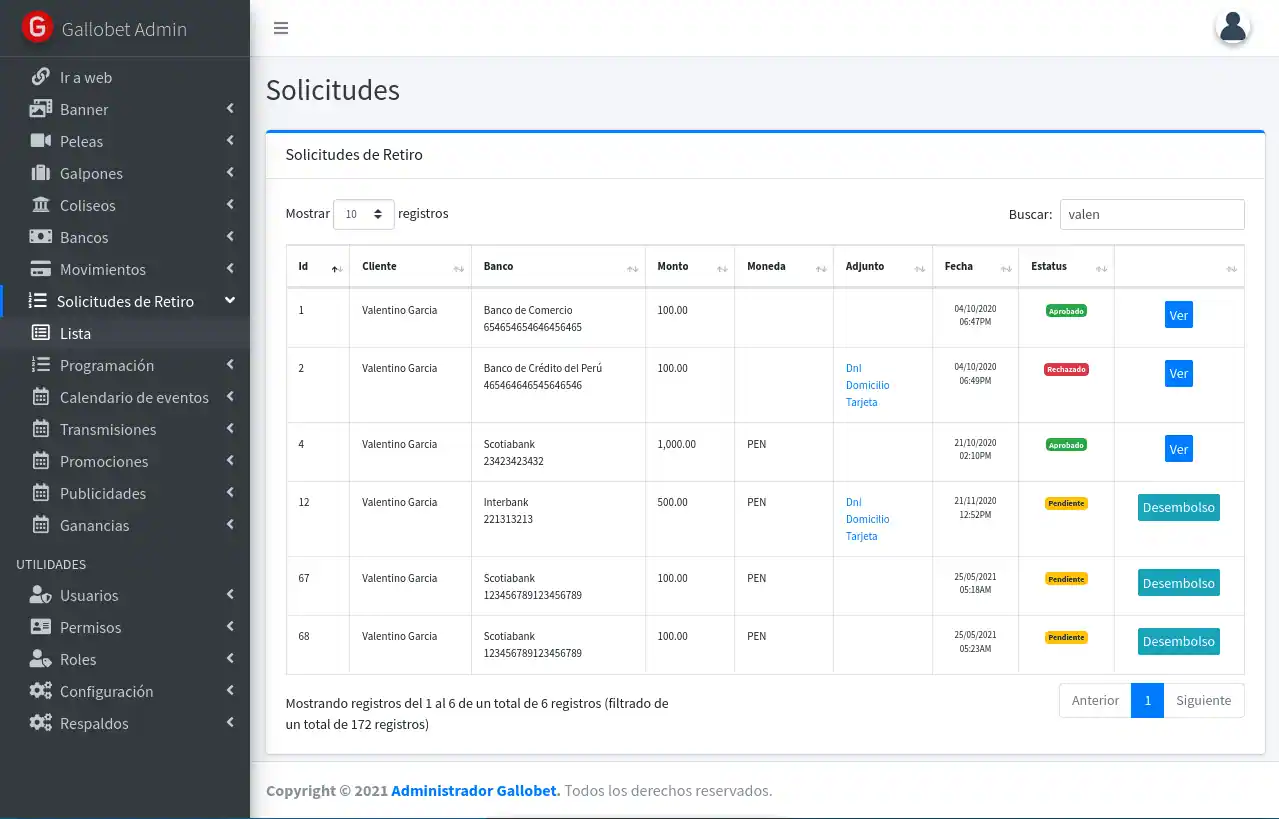 G Gallobet Admin
Ir a web
Banner
Peleas
Galpones
Coliseos
Bancos
Movimientos
Solicitudes de Retiro
Lista
Programación
Calendario de eventos
Transmisiones
Promociones
Publicidades
Ganancias
UTILIDADES
Usuarios
Permisos
Roles
Configuración
Respaldos
Solicitudes
Solicitudes de Retiro
Mostrar 10 registros
Buscar: valen
Id Cliente Banco Monto Moneda Adjunto Fecha Estatus
1 Valentino Garcia Banco de Comercio 100.00 04/10/2020 Aprobado Ver
654654654646456465 06:47PM
2 Valentino Garcia Banco de Crédito del Perú 100.00 DnI 04/10/2020 Rechazado Ver
465464646545646546 Domicilio 06:49PM
Tarjeta
4 Valentino Garcia Scotiabank 1,000.00 PEN 21/10/2020 Aprobado Ver
23423423432 02:10PM
12 Valentino Garcia Interbank 500.00 PEN DnI 21/11/2020 Pendiente Desembolso
221313213 Domicilio 12:52PM
Tarjeta
67 Valentino Garcia Scotiabank 100.00 PEN 25/05/2021 Pendiente Desembolso
123456789123456789 05:18AM
68 Valentino Garcia Scotiabank 100.00 PEN 25/05/2021 Pendiente Desembolso
123456789123456789 05:23AM
Mostrando registros del 1 al 6 de un total de 6 registros (filtrado de
un total de 172 registros)
Anterior 1 Siguiente
Copyright © 2021 Administrador Gallobet. Todos los derechos reservados.